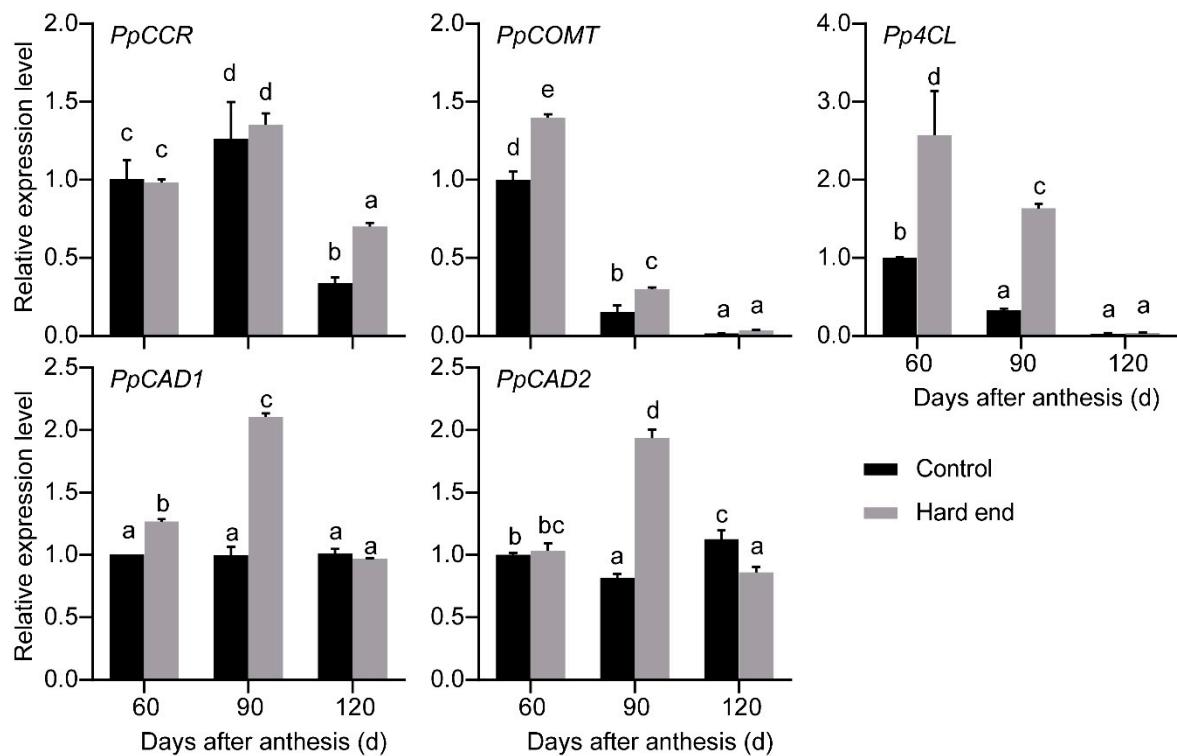 PpCCR
Relative expression level
2.0
1.5
1.0
0.5
0.0
c
c
d
d
b
a
PpCOMT
2.0
1.5
1.0
0.5
0.0
d
e
b
c
a
a
Pp4CL
4.0
3.0
2.0
1.0
0.0
b
d
a
c
a
a
60
90
120
Days after anthesis (d)
PpCAD1
Relative expression level
2.5
2.0
1.5
1.0
0.5
0.0
a
b
a
c
a
a
60
90
120
Days after anthesis (d)
PpCAD2
2.5
2.0
1.5
1.0
0.5
0.0
b
bc
a
d
c
a
60
90
120
Days after anthesis (d)
Control
Hard end